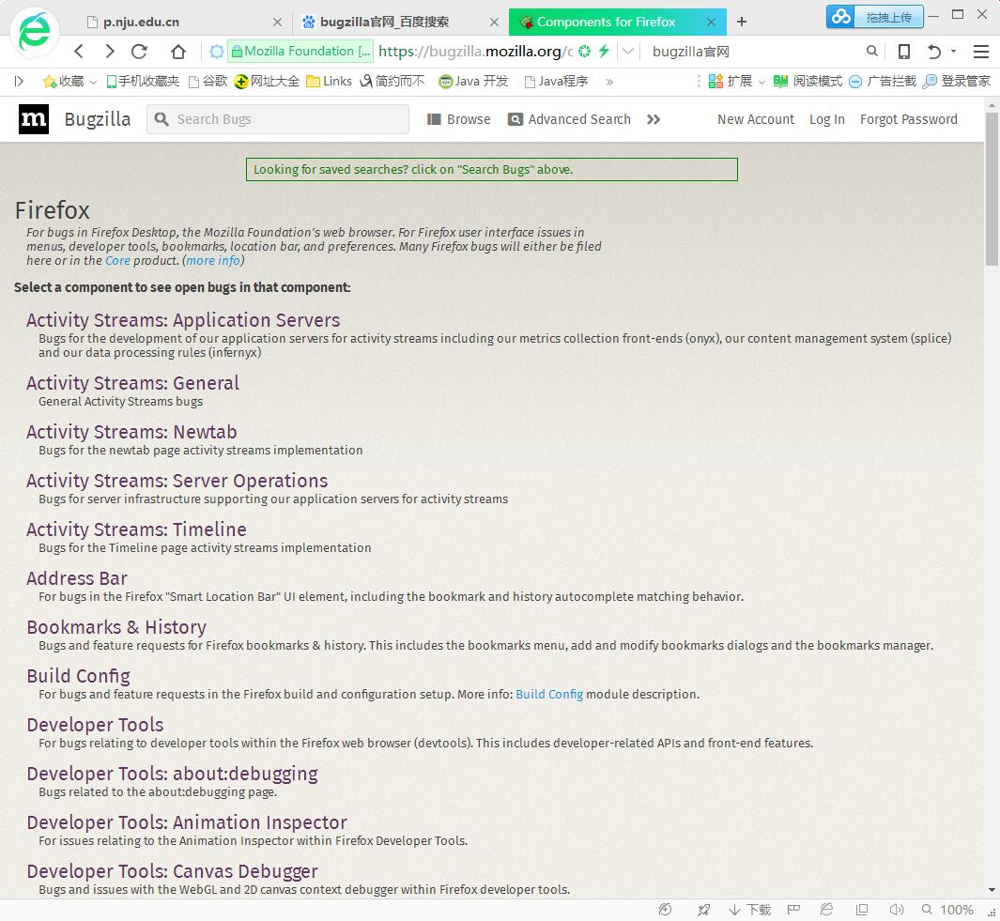 p.nju.edu.cn
bugzilla官网_百度搜索
Components for Firefox
拖拽上传
Mozilla Foundation [...
https://bugzilla.mozilla.org/
bugzilla官网
收藏
手机收藏夹
谷歌
网址大全
Links
简约而不
Java 开发
Java程序
»
扩展
阅读模式
广告拦截
登录管家
m
Bugzilla
Search Bugs
Browse
Advanced Search
New Account
Log In
Forgot Password
Looking for saved searches? click on "Search Bugs" above.
Firefox
For bugs in Firefox Desktop, the Mozilla Foundation's web browser. For Firefox user interface issues in
menus, developer tools, bookmarks, location bar, and preferences. Many Firefox bugs will either be filed
here or in the Core product. (more info)
Select a component to see open bugs in that component:
Activity Streams: Application Servers
Bugs for the development of our application servers for activity streams including our metrics collection front-ends (onyx), our content management system (splice)
and our data processing rules (infernyx)
Activity Streams: General
General Activity Streams bugs
Activity Streams: Newtab
Bugs for the newtab page activity streams implementation
Activity Streams: Server Operations
Bugs for server infrastructure supporting our application servers for activity streams
Activity Streams: Timeline
Bugs for the Timeline page activity streams implementation
Address Bar
For bugs in the Firefox "Smart Location Bar" UI element, including the bookmark and history autocomplete matching behavior.
Bookmarks & History
Bugs and feature requests for Firefox bookmarks & history. This includes the bookmarks menu, add and modify bookmarks dialogs and the bookmarks manager.
Build Config
For bugs and feature requests in the Firefox build and configuration setup. More info: Build Config module description.
Developer Tools
For bugs relating to developer tools within the Firefox web browser (devtools). This includes developer-related APIs and front-end features.
Developer Tools: about:debugging
Bugs related to the about:debugging page.
Developer Tools: Animation Inspector
For issues relating to the Animation Inspector within Firefox Developer Tools.
Developer Tools: Canvas Debugger
Bugs and issues with the WebGL and 2D canvas context debugger within Firefox developer tools.
下载
100%